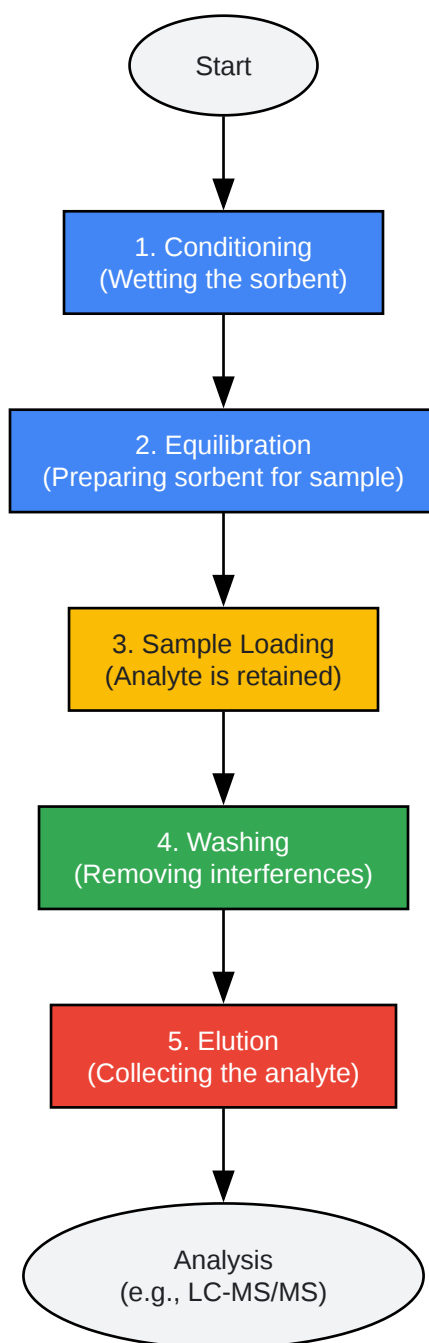 Start
1. Conditioning
(Wetting the sorbent)
2. Equilibration
(Preparing sorbent for sample)
3. Sample Loading
(Analyte is retained)
4. Washing
(Removing interferences)
5. Elution
(Collecting the analyte)
Analysis
(e.g., LC-MS/MS)